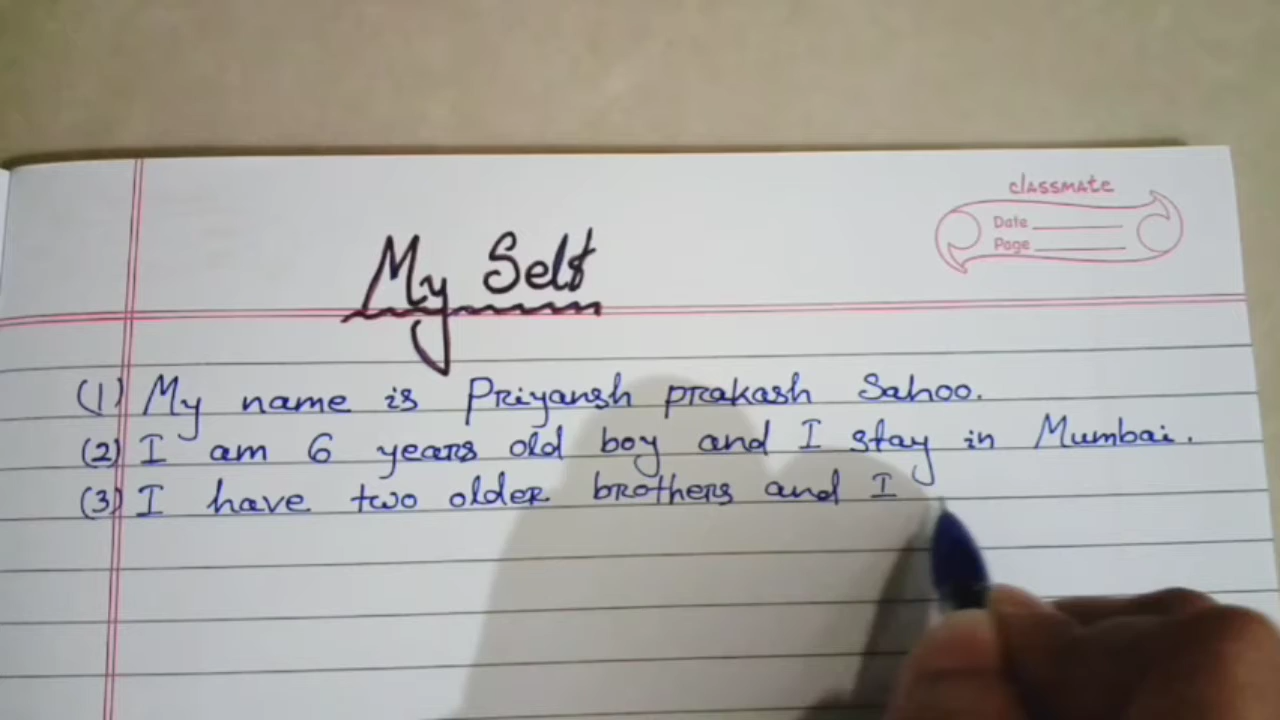 classmate
Date
Page
My Self
(1) My name is Priyansh prakash Sahoo.
(2) I am 6 years old boy and I stay in Mumbai.
(3) I have two older brothers and I